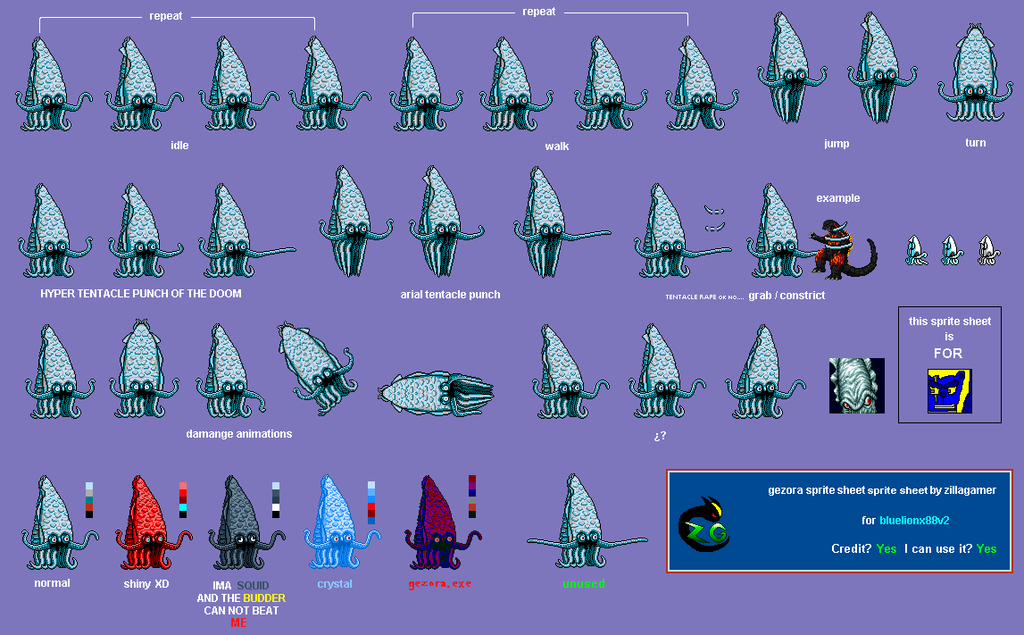 repeat
repeat
idle
walk
jump
turn
example
HYPER TENTACLE PUNCH OF THE DOOM
arial tentacle punch
TENTACLE RAPE OK NO.... grab / constrict
this sprite sheet
is
FOR
damange animations
¿?
gezora sprite sheet sprite sheet by zillagamer
ZG
for bluelionx88v2
Credit? Yes I can use it? Yes
normal
shiny XD
IMA SQUID
AND THE BUDDER
CAN NOT BEAT
ME
crystal
gezora.exe
unused